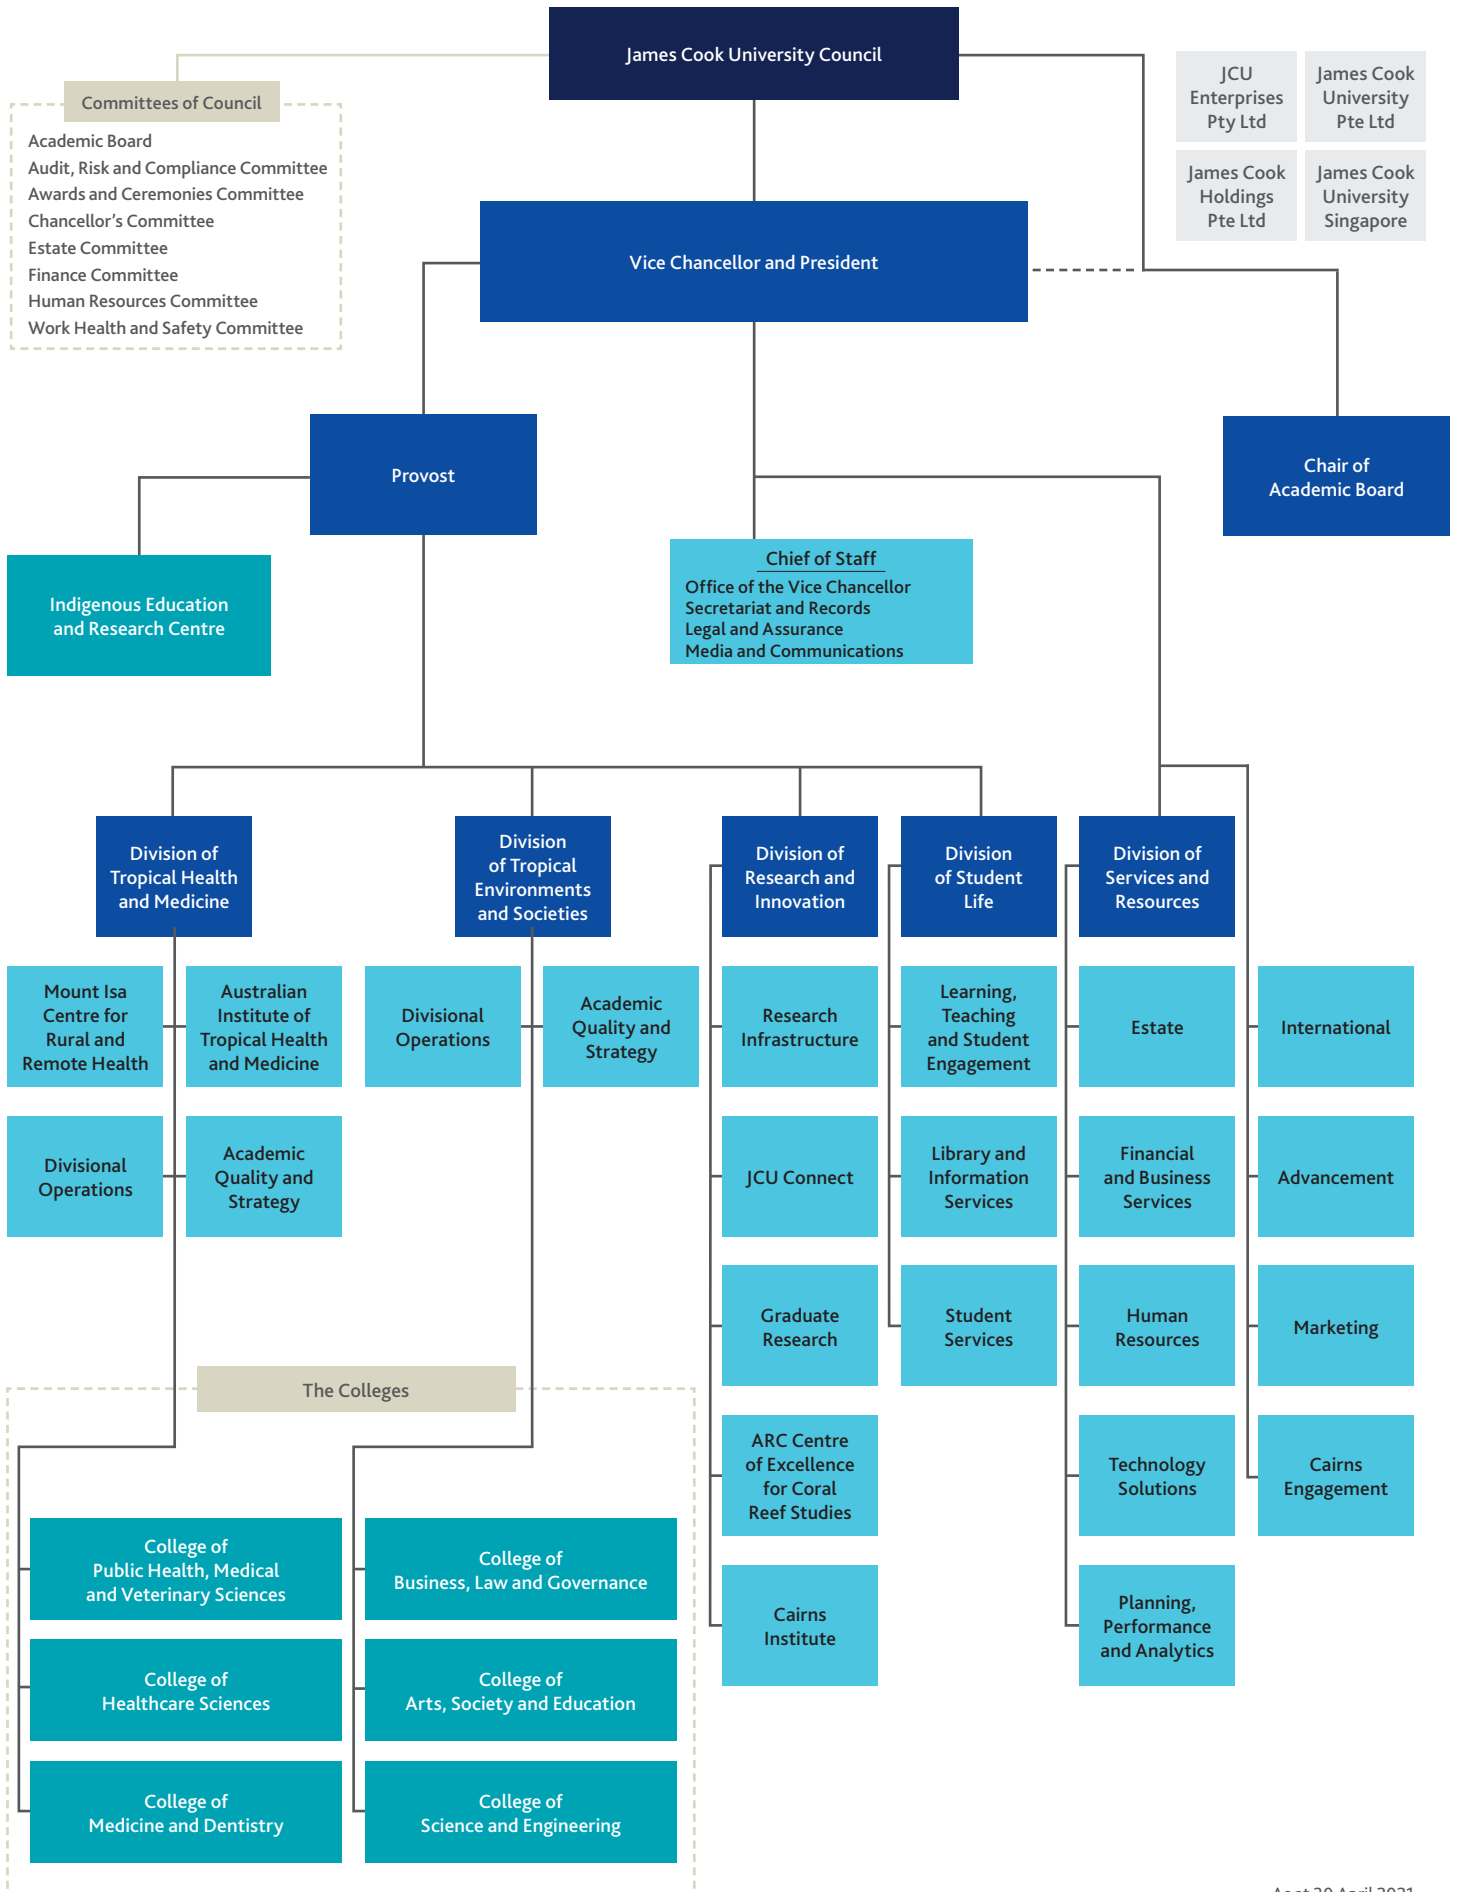 James Cook University Council
Committees of Council
Academic Board
Audit, Risk and Compliance Committee
Awards and Ceremonies Committee
Chancellor’s Committee
Estate Committee
Finance Committee
Human Resources Committee
Work Health and Safety Committee
JCU
Enterprises
Pty Ltd
James Cook
University
Pte Ltd
James Cook
Holdings
Pte Ltd
James Cook
University
Singapore
Vice Chancellor and President
Provost
Chair of
Academic Board
Indigenous Education
and Research Centre
Chief of Staff
Office of the Vice Chancellor
Secretariat and Records
Legal and Assurance
Media and Communications
Division of
Tropical Health
and Medicine
Division
of Tropical
Environments
and Societies
Division of
Research and
Innovation
Division
of Student
Life
Division of
Services and
Resources
Mount Isa
Centre for
Rural and
Remote Health
Australian
Institute of
Tropical Health
and Medicine
Divisional
Operations
Academic
Quality and
Strategy
Research
Infrastructure
Learning,
Teaching
and Student
Engagement
Estate
International
Divisional
Operations
Academic
Quality and
Strategy
JCU Connect
Library and
Information
Services
Financial
and Business
Services
Advancement
Graduate
Research
Student
Services
Human
Resources
Marketing
The Colleges
ARC Centre
of Excellence
for Coral
Reef Studies
Technology
Solutions
Cairns
Engagement
College of
Public Health, Medical
and Veterinary Sciences
College of
Business, Law and Governance
Cairns
Institute
Planning,
Performance
and Analytics
College of
Healthcare Sciences
College of
Arts, Society and Education
College of
Medicine and Dentistry
College of
Science and Engineering